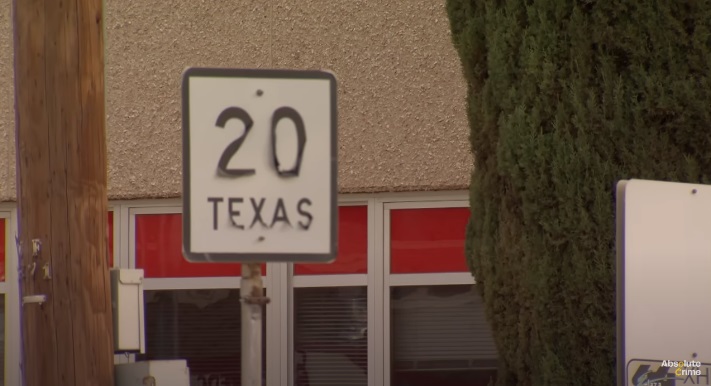 20
TEXAS
Absolute
Crime